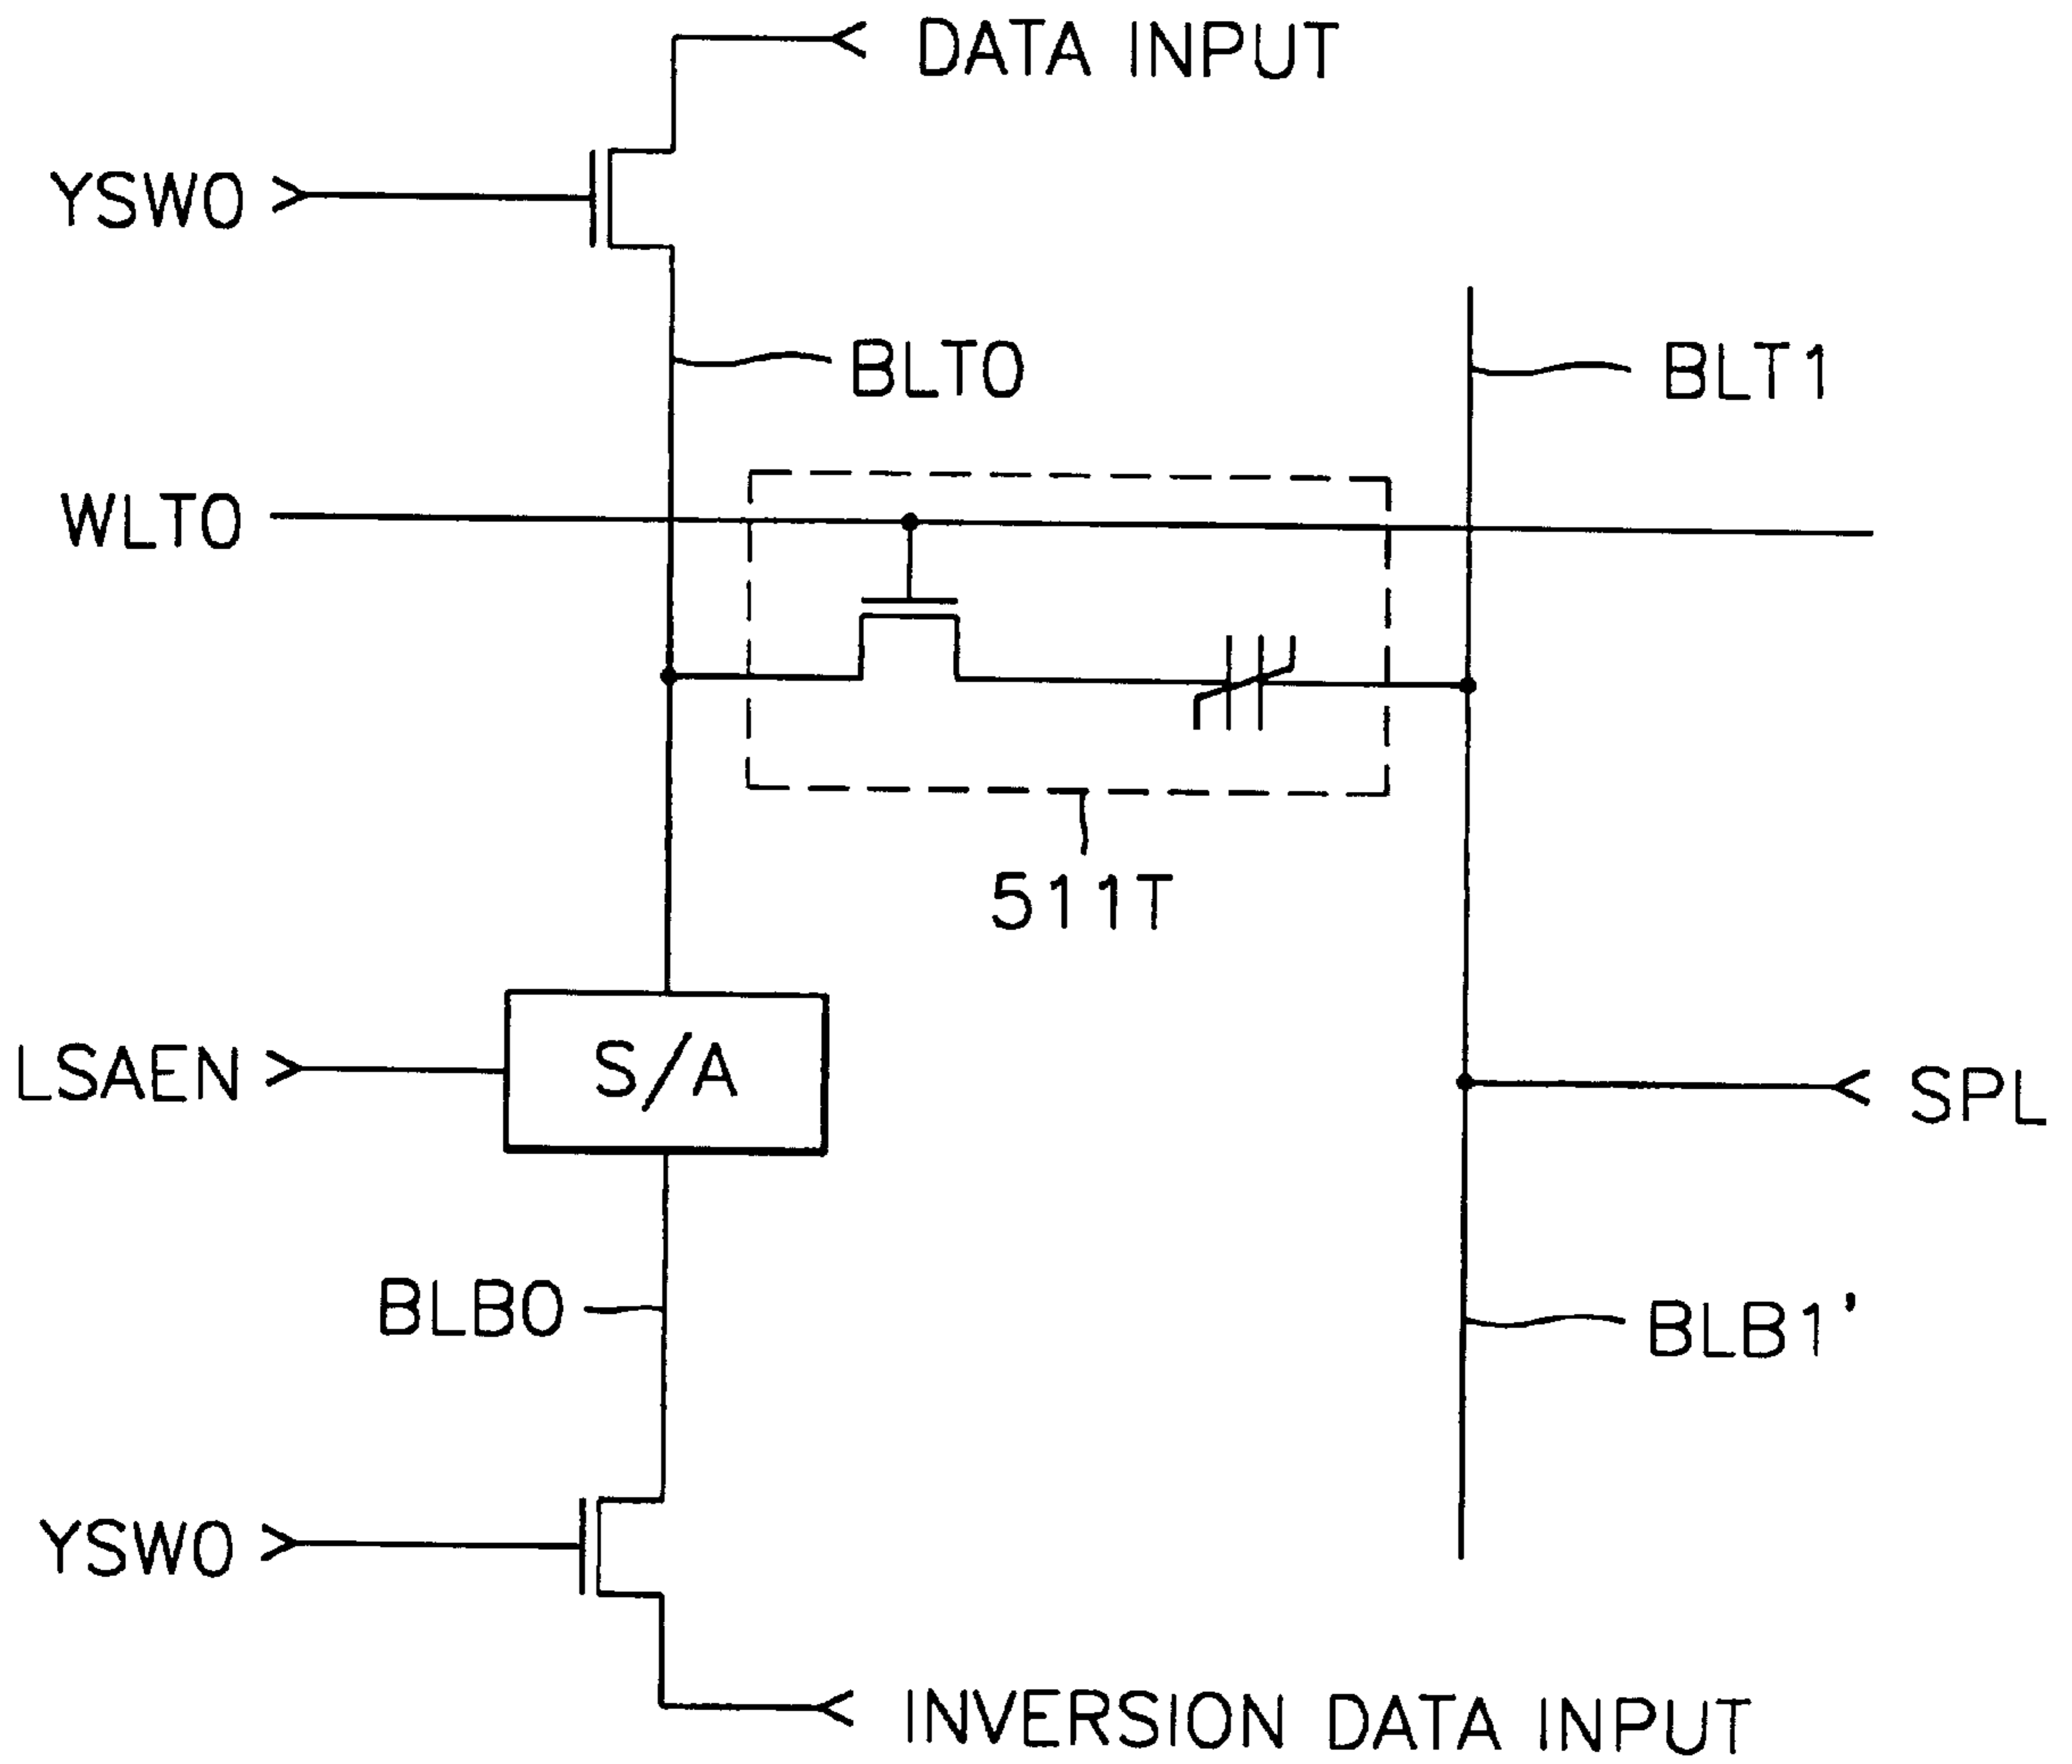 DATA INPUT
YSW0
BLT0
BLT1
WLT0
511T
LSAEN
S/A
SPL
BLB0
BLB1'
YSW0
INVERSION DATA INPUT